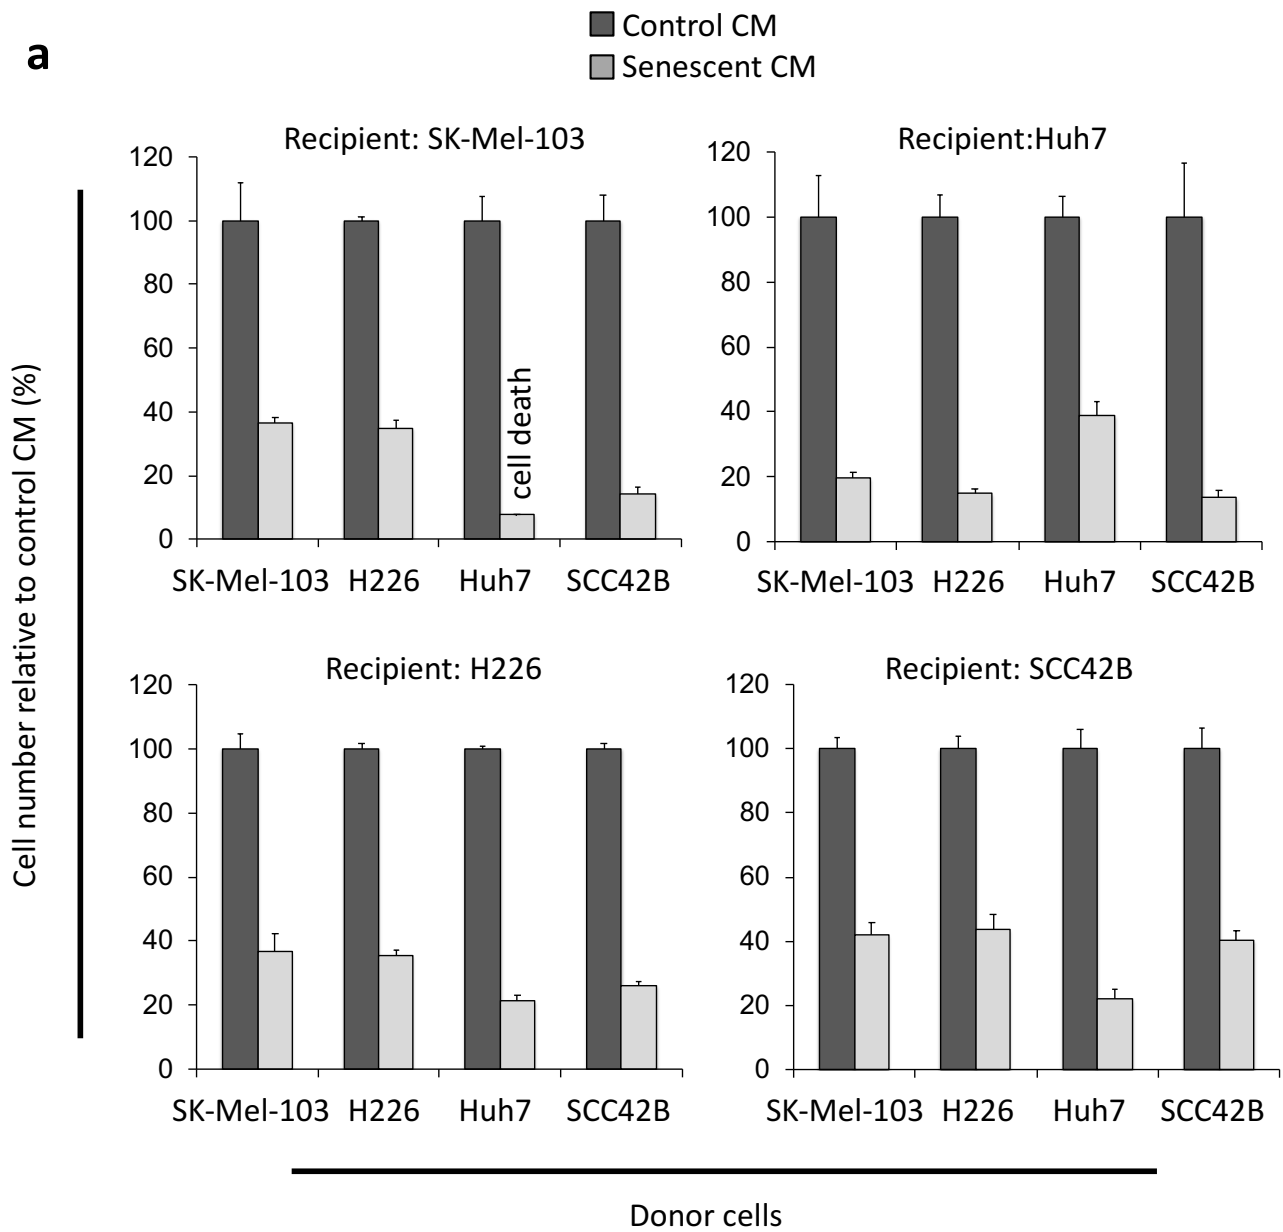 a
Control CM
Senescent CM
Cell number relative to control CM (%)
Recipient: SK-Mel-103
120
100
80
60
40
20
0
cell death
SK-Mel-103 H226 Huh7 SCC42B
Recipient:Huh7
120
100
80
60
40
20
0
SK-Mel-103 H226 Huh7 SCC42B
Recipient: H226
120
100
80
60
40
20
0
SK-Mel-103 H226 Huh7 SCC42B
Recipient: SCC42B
120
100
80
60
40
20
0
SK-Mel-103 H226 Huh7 SCC42B
Donor cells